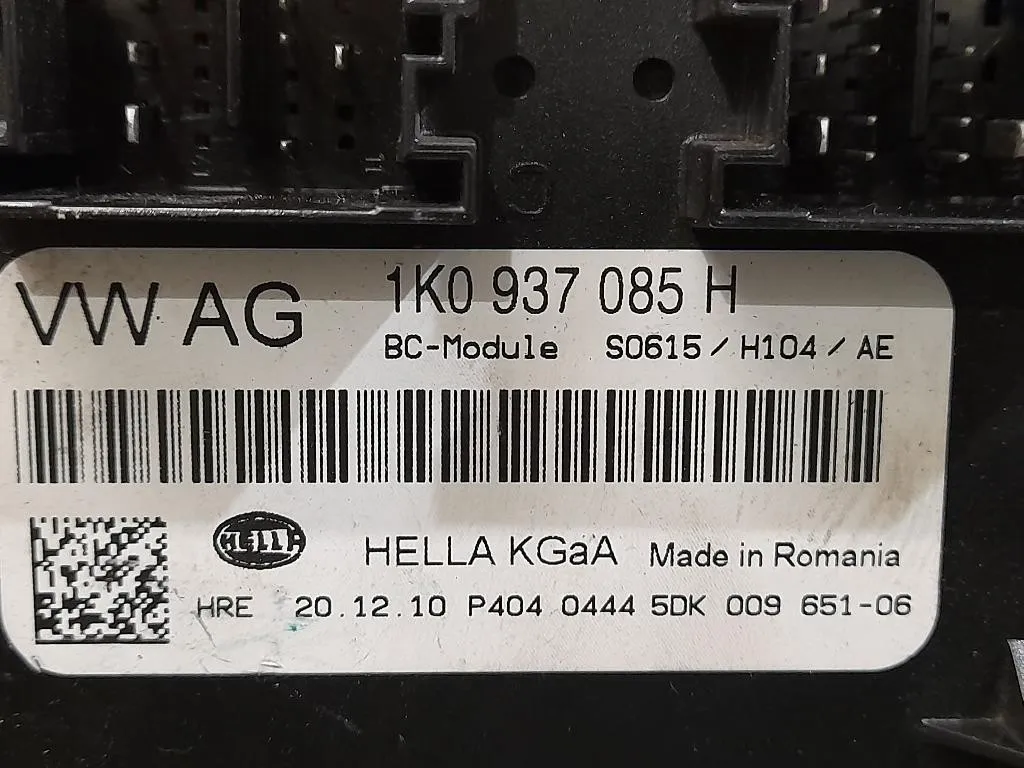 VW AG 1K0 937 085 H
BC-Module S0615 / H104 / AE
HELLA HELLA KGaA Made in Romania
HRE 20.12.10 P404 0444 5DK 009 651-06